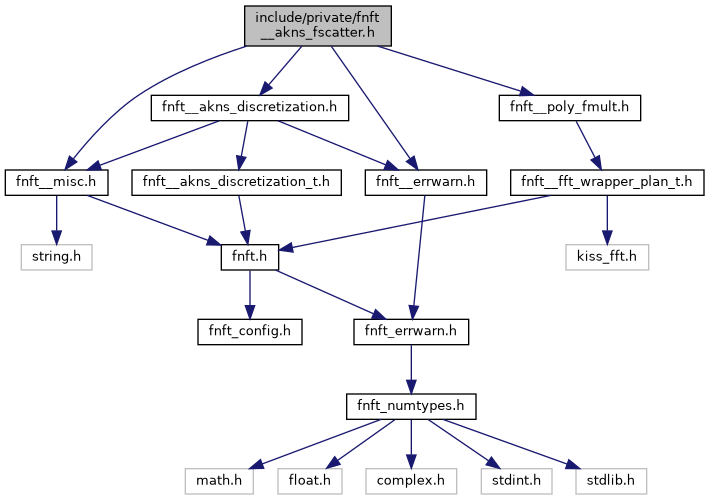 include/private/fnft
__akns_fscatter.h
fnft__akns_discretization.h
fnft__poly_fmult.h
fnft__misc.h
fnft__akns_discretization_t.h
fnft__errwarn.h
fnft__fft_wrapper_plan_t.h
string.h
fnft.h
kiss_fft.h
fnft_config.h
fnft_errwarn.h
fnft_numtypes.h
math.h
float.h
complex.h
stdint.h
stdlib.h